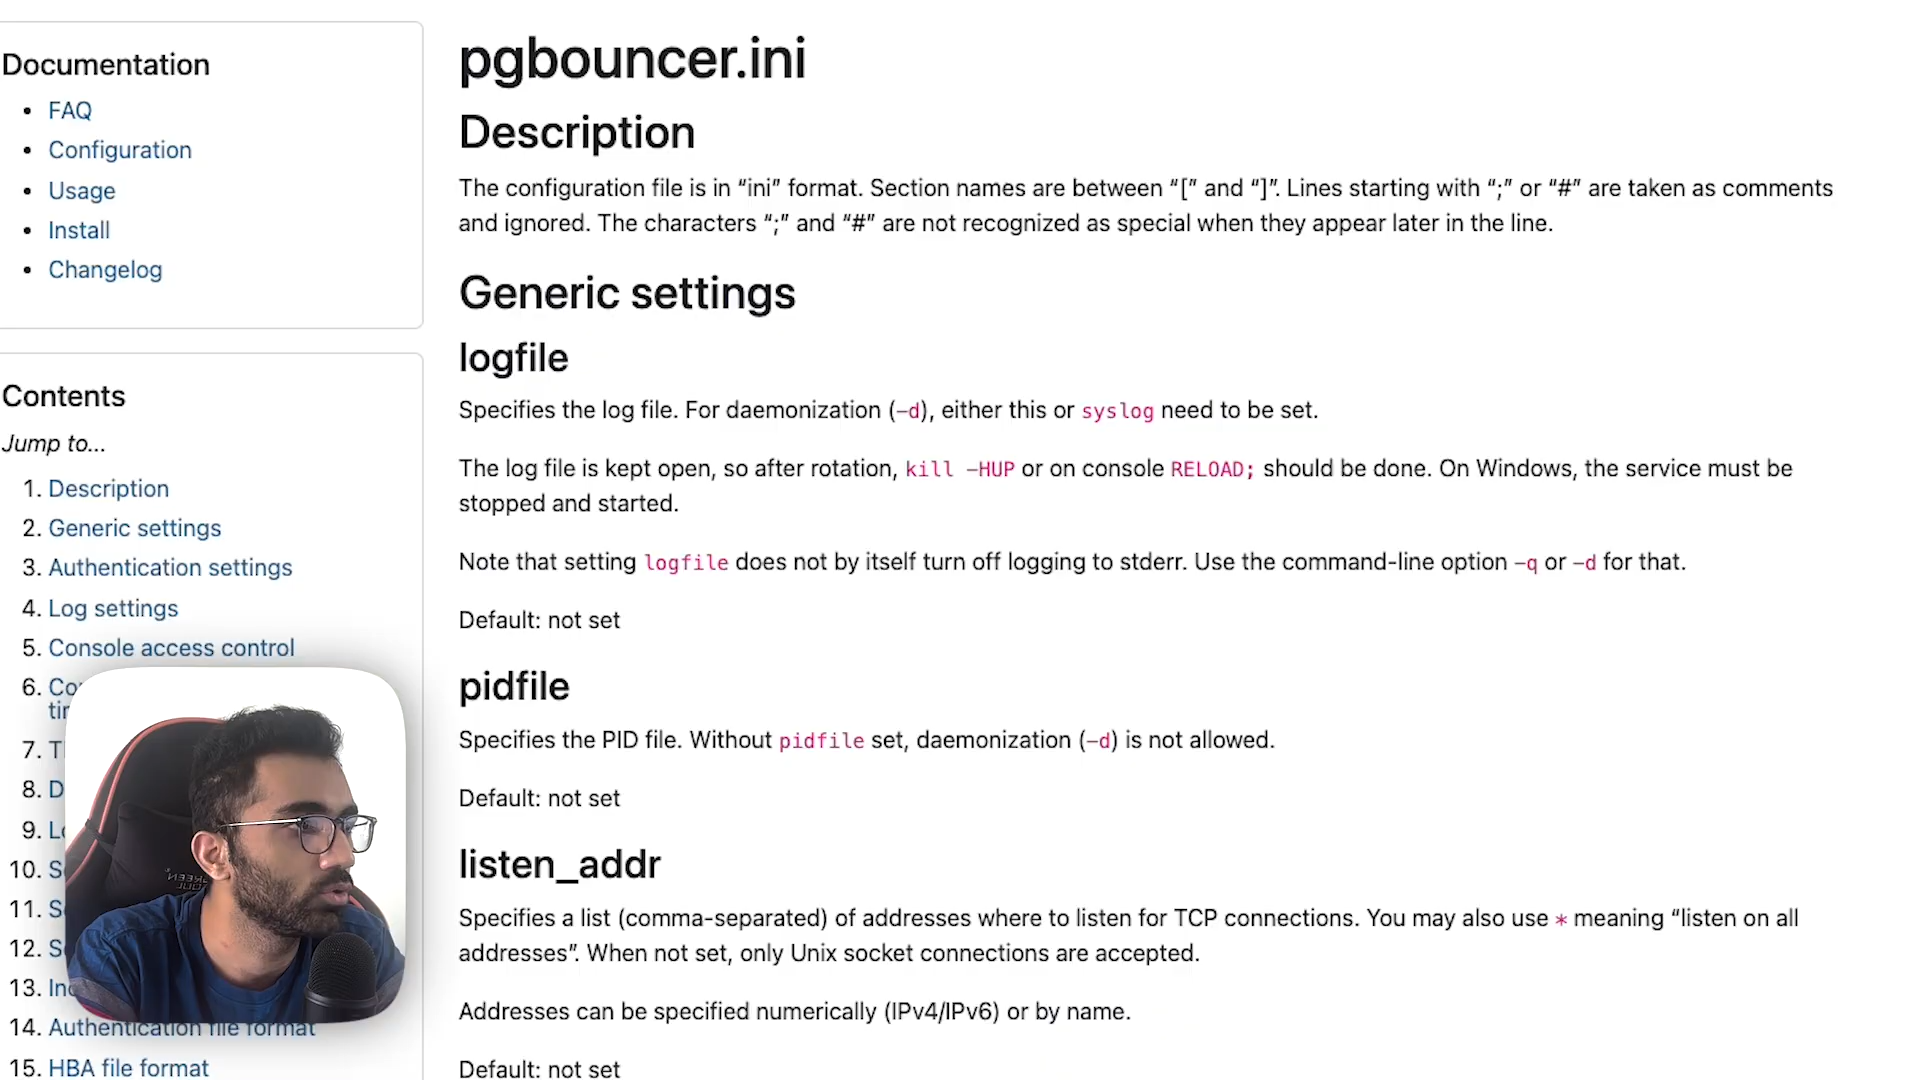 Documentation
FAQ
Configuration
Usage
Install
Changelog
Contents
Jump to...
1. Description
2. Generic settings
3. Authentication settings
4. Log settings
5. Console access control
6.
7.
8.
9.
10.
11.
12.
13.
14. Authentication file format
15. HBA file format
pgbouncer.ini
Description
The configuration file is in “ini” format. Section names are between “[” and “]”. Lines starting with “;” or “#” are taken as comments
and ignored. The characters “;” and “#” are not recognized as special when they appear later in the line.
Generic settings
logfile
Specifies the log file. For daemonization (-d), either this or syslog need to be set.
The log file is kept open, so after rotation, kill -HUP or on console RELOAD; should be done. On Windows, the service must be
stopped and started.
Note that setting logfile does not by itself turn off logging to stderr. Use the command-line option -q or -d for that.
Default: not set
pidfile
Specifies the PID file. Without pidfile set, daemonization (-d) is not allowed.
Default: not set
listen_addr
Specifies a list (comma-separated) of addresses where to listen for TCP connections. You may also use * meaning “listen on all
addresses”. When not set, only Unix socket connections are accepted.
Addresses can be specified numerically (IPv4/IPv6) or by name.
Default: not set